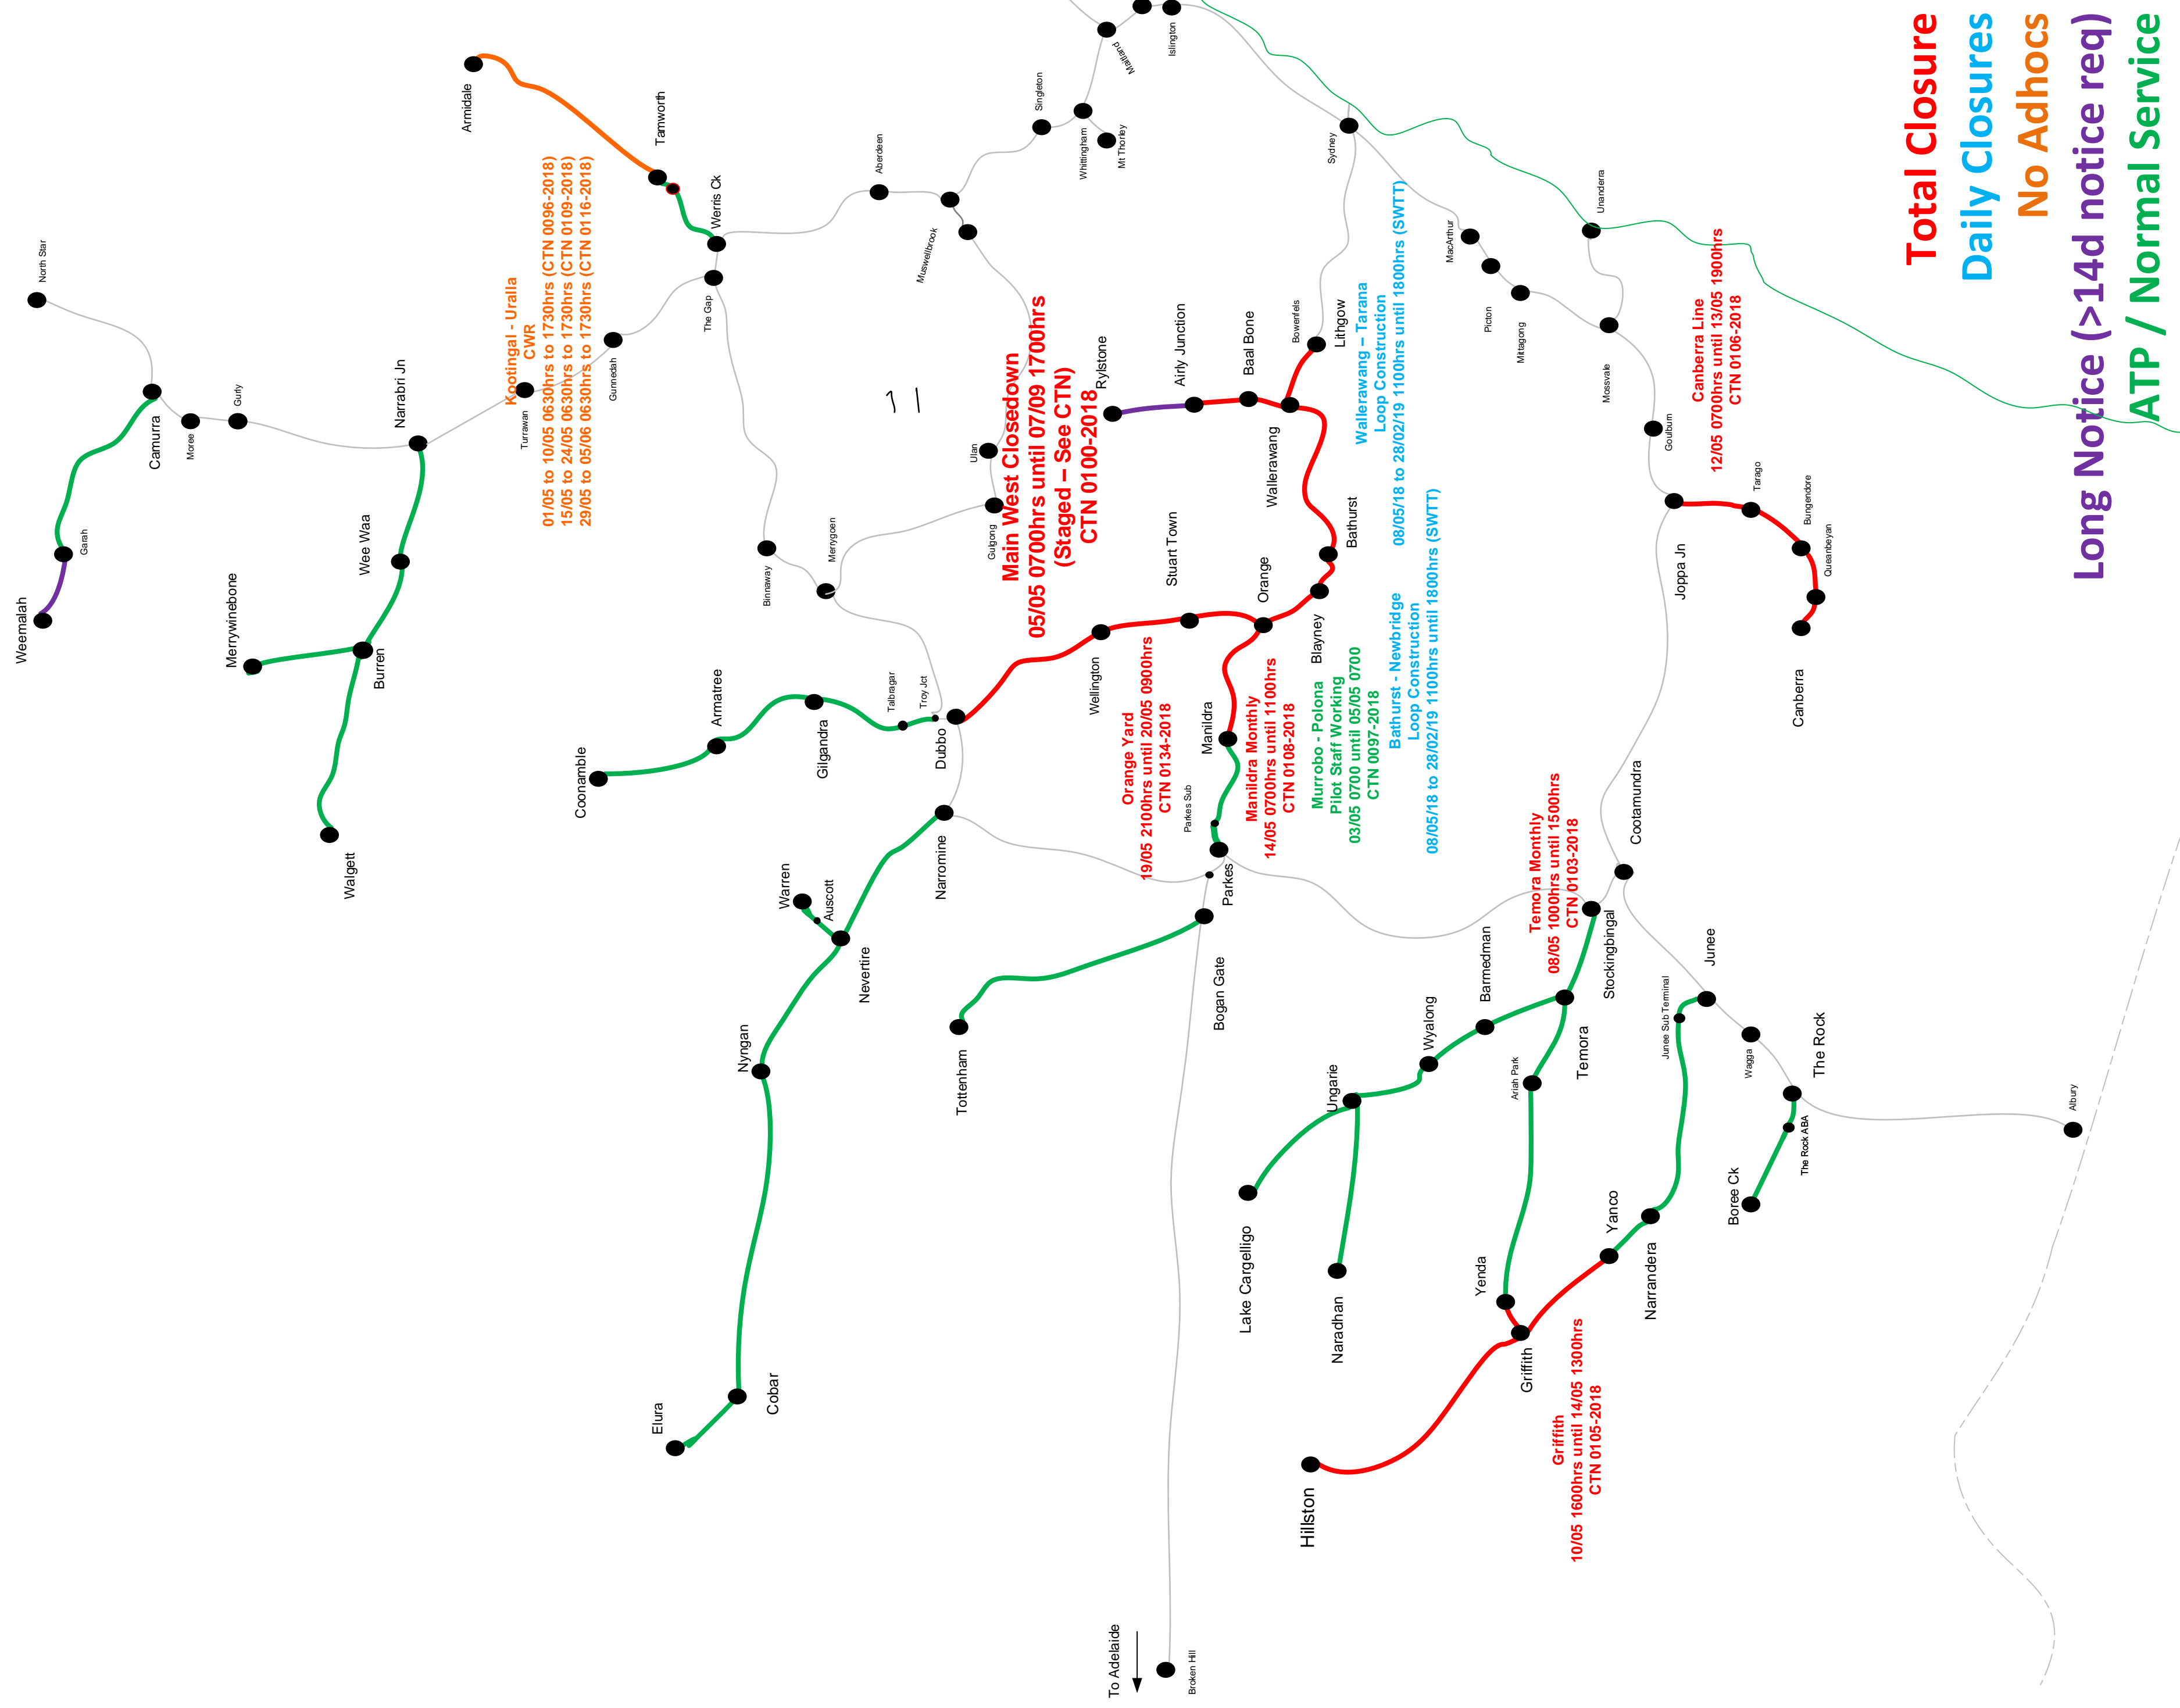 Total Closure
Daily Closures
No Adhocs
Long Notice (>14d notice req)
ATP / Normal Service
North Star
Weemalah
Garah
Camurra
Moree
Gurly
Merrywinebone
Wee Waa
Narrabri Jn
Burren
Walgett
Armidale
Tamworth
Kootingal - Uralla
CWR
01/05 to 10/05 0630hrs to 1730hrs (CTN 0096-2018)
15/05 to 24/05 0630hrs to 1730hrs (CTN 0109-2018)
29/05 to 05/06 0630hrs to 1730hrs (CTN 0116-2018)
Turrawan
Gunnedah
The Gap
Werris Ck
Aberdeen
Muswellbrook
Singleton
Whittingham
Mt Thorley
Maitland
Islington
Binnaway
Merrygoen
Ulan
Gulgong
Main West Closedown
05/05 0700hrs until 07/09 1700hrs
(Staged – See CTN)
CTN 0100-2018
Rylstone
Airly Junction
Baal Bone
Bowenfels
Lithgow
Wallerawang
Bathurst
Sydney
Wallerawang – Tarana
Loop Construction
08/05/18 to 28/02/19 1100hrs until 1800hrs (SWTT)
Stuart Town
Orange
Blayney
Wellington
Coonamble
Armatree
Gilgandra
Talbragar
Troy Jct
Dubbo
Narromine
Manildra
Parkes Sub
Parkes
Orange Yard
19/05 2100hrs until 20/05 0900hrs
CTN 0134-2018
Manildra Monthly
14/05 0700hrs until 1100hrs
CTN 0108-2018
Murrobo - Polona
Pilot Staff Working
03/05 0700 until 05/05 0700
CTN 0097-2018
Bathurst - Newbridge
Loop Construction
08/05/18 to 28/02/19 1100hrs until 1800hrs (SWTT)
MacArthur
Picton
Mittagong
Mossvale
Unanderra
Goulburn
Canberra Line
12/05 0700hrs until 13/05 1900hrs
CTN 0106-2018
Joppa Jn
Tarago
Bungendore
Queanbeyan
Canberra
Warren
Auscott
Nevertire
Nyngan
Cobar
Elura
Tottenham
Bogan Gate
Temora Monthly
08/05 1000hrs until 1500hrs
CTN 0103-2018
Cootamundra
Stockingbingal
Temora
Barmedman
Wyalong
Ungarie
Ariah Park
Lake Cargelligo
Naradhan
Junee
Junee Sub Terminal
Wagga
The Rock
The Rock ABA
Boree Ck
Albury
Yanco
Narrandera
Yenda
Griffith
Hillston
Griffith
10/05 1600hrs until 14/05 1300hrs
CTN 0105-2018
To Adelaide
Broken Hill